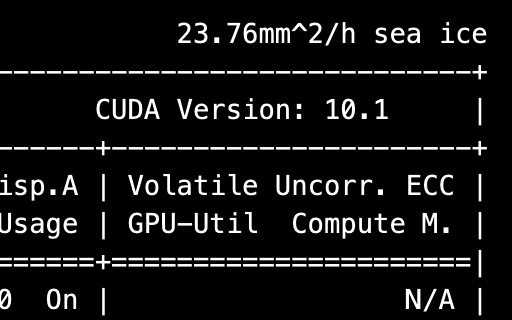 23.76mm^2/h sea ice
-----------------------------+
CUDA Version: 10.1     |
------+----------------------+
isp.A | Volatile Uncorr. ECC |
Usage | GPU-Util  Compute M. |
======+======================|
0  On |                  N/A |